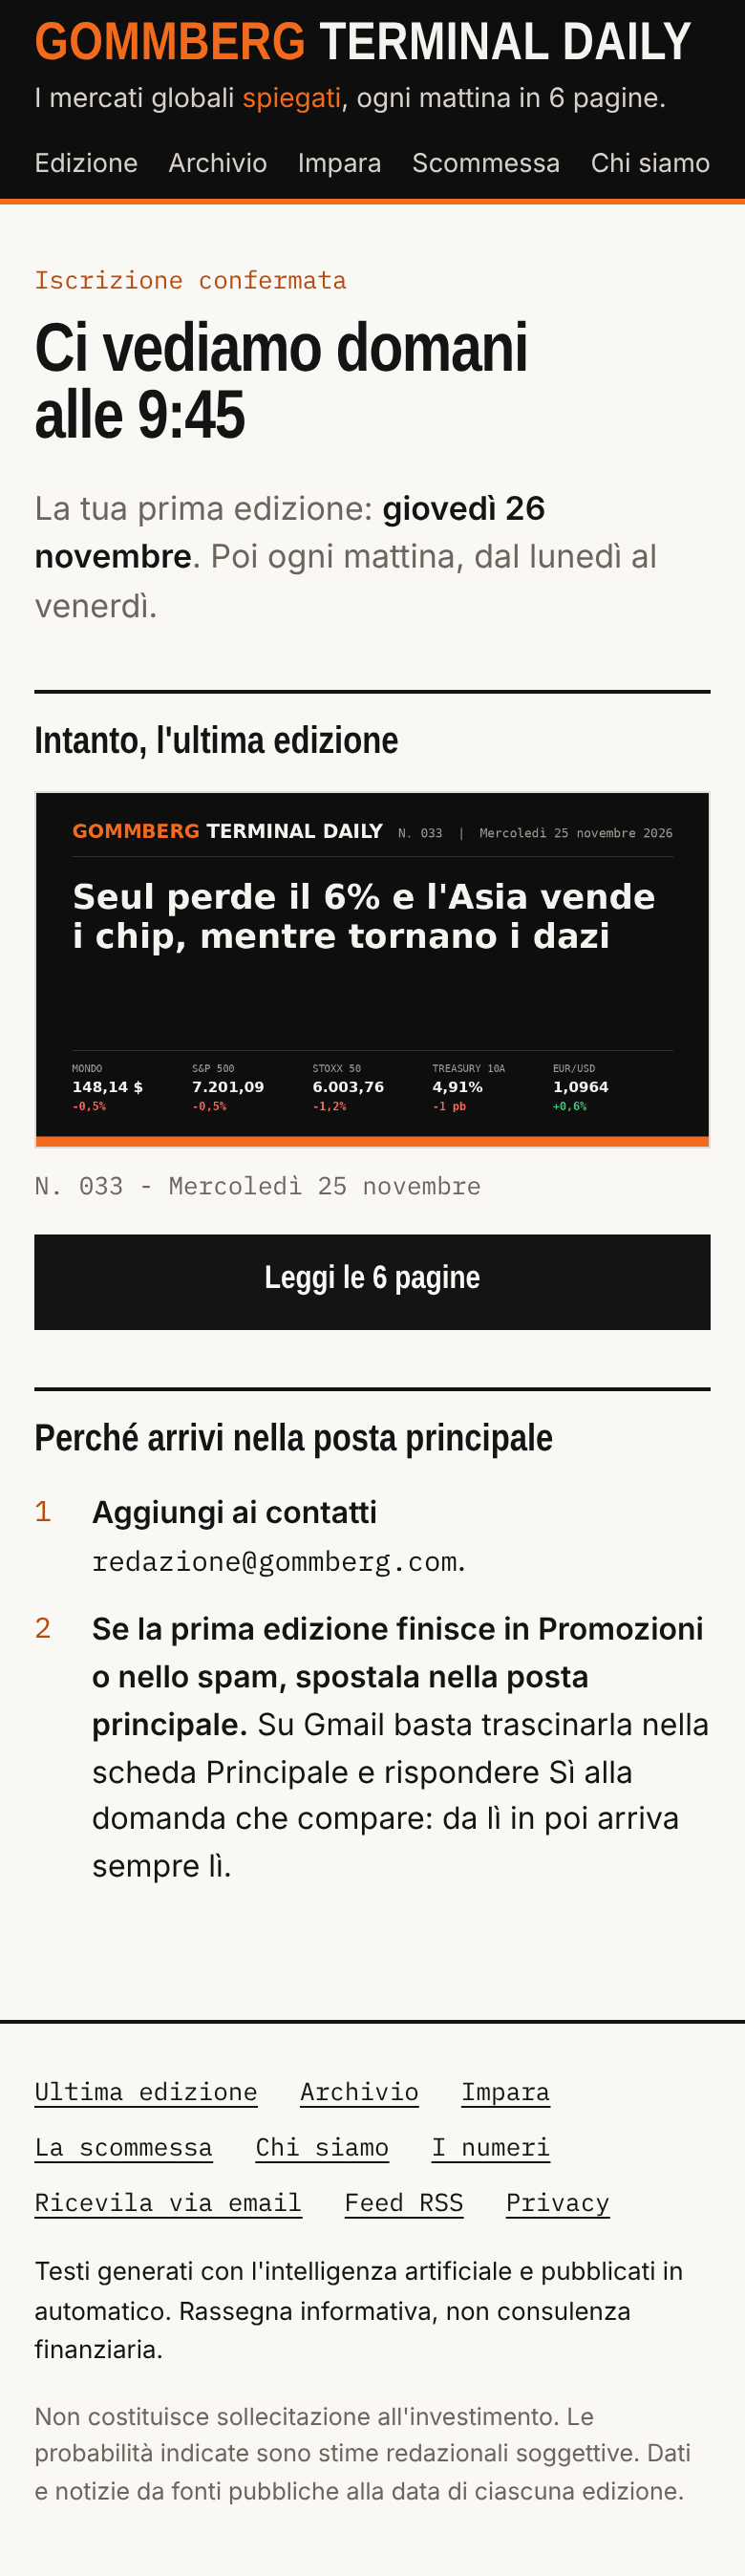 GOMMBERG TERMINAL DAILY
I mercati globali spiegati, ogni mattina in 6 pagine.
Edizione Archivio Impara Scommessa Chi siamo
Iscrizione confermata
Ci vediamo domani
alle 9:45
La tua prima edizione: giovedì 26
novembre. Poi ogni mattina, dal lunedì al
venerdì.
Intanto, l'ultima edizione
GOMMBERG TERMINAL DAILY N. 033 | Mercoledì 25 novembre 2026
Seul perde il 6% e l'Asia vende
i chip, mentre tornano i dazi
MONDO S&P 500 STOXX 50 TREASURY 10A EUR/USD
148,14 $ 7.201,09 6.003,76 4,91% 1,0964
-0,5% -0,5% -1,2% -1 pb +0,6%
N. 033 - Mercoledì 25 novembre
Leggi le 6 pagine
Perché arrivi nella posta principale
1 Aggiungi ai contatti
redazione@gommberg.com.
2 Se la prima edizione finisce in Promozioni
o nello spam, spostala nella posta
principale. Su Gmail basta trascinarla nella
scheda Principale e rispondere Sì alla
domanda che compare: da lì in poi arriva
sempre lì.
Ultima edizione Archivio Impara
La scommessa Chi siamo I numeri
Ricevila via email Feed RSS Privacy
Testi generati con l'intelligenza artificiale e pubblicati in
automatico. Rassegna informativa, non consulenza
finanziaria.
Non costituisce sollecitazione all'investimento. Le
probabilità indicate sono stime redazionali soggettive. Dati
e notizie da fonti pubbliche alla data di ciascuna edizione.